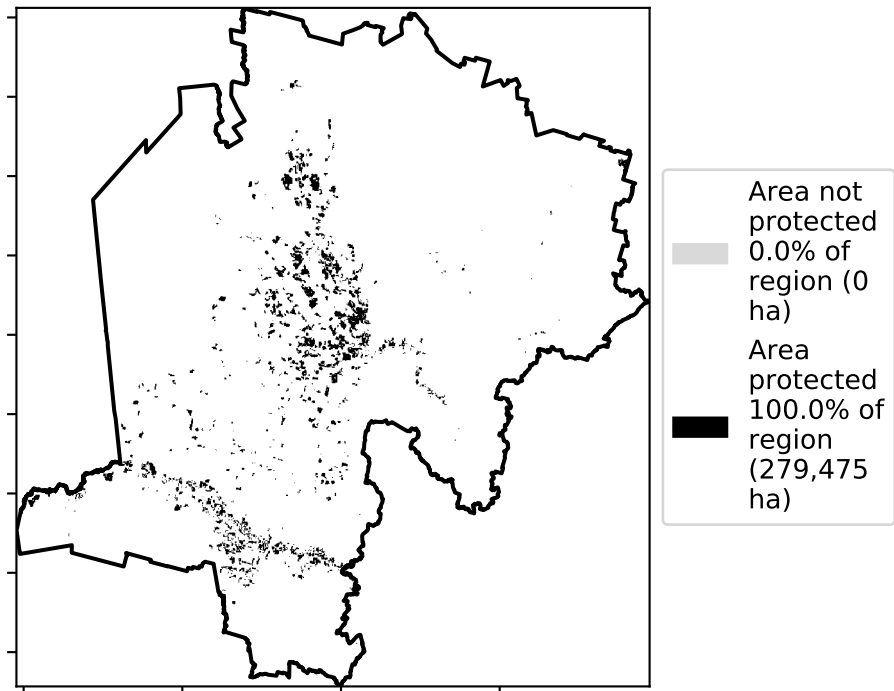 Area not
protected
0.0% of
region (0
ha)
Area
protected
100.0% of
region
(279,475
ha)